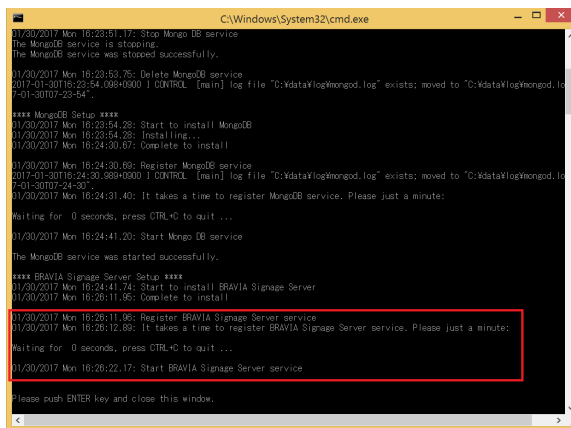 C:\Windows\System32\cmd.exe
01/30/2017 Mon 16:23:51.17: Stop Mongo DB service
The MongoDB service is stopping.
The MongoDB service was stopped successfully.
01/30/2017 Mon 16:23:53.75: Delete MongoDB service
2017-01-30T16:23:54.098+0900 I CONTROL  [main] log file "C:¥data¥log¥mongod.log" exists; moved to "C:¥data¥log¥mongod.lo
7-01-30T07-23-54".
**** MongoDB Setup ****
01/30/2017 Mon 16:23:54.28: Start to install MongoDB
01/30/2017 Mon 16:23:54.28: Installing...
01/30/2017 Mon 16:24:30.67: Complete to install
01/30/2017 Mon 16:24:30.69: Register MongoDB service
2017-01-30T16:24:30.989+0900 I CONTROL  [main] log file "C:¥data¥log¥mongod.log" exists; moved to "C:¥data¥log¥mongod.lo
7-01-30T07-24-30".
01/30/2017 Mon 16:24:31.40: It takes a time to register MongoDB service. Please just a minute:
Waiting for  0 seconds, press CTRL+C to quit ...
01/30/2017 Mon 16:24:41.20: Start Mongo DB service
The MongoDB service was started successfully.
**** BRAVIA Signage Server Setup ****
01/30/2017 Mon 16:24:41.74: Start to install BRAVIA Signage Server
01/30/2017 Mon 16:26:11.95: Complete to install
01/30/2017 Mon 16:26:11.96: Register BRAVIA Signage Server service
01/30/2017 Mon 16:26:12.89: It takes a time to register BRAVIA Signage Server service. Please just a minute:
Waiting for  0 seconds, press CTRL+C to quit ...
01/30/2017 Mon 16:26:22.17: Start BRAVIA Signage Server service
Please push ENTER key and close this window.